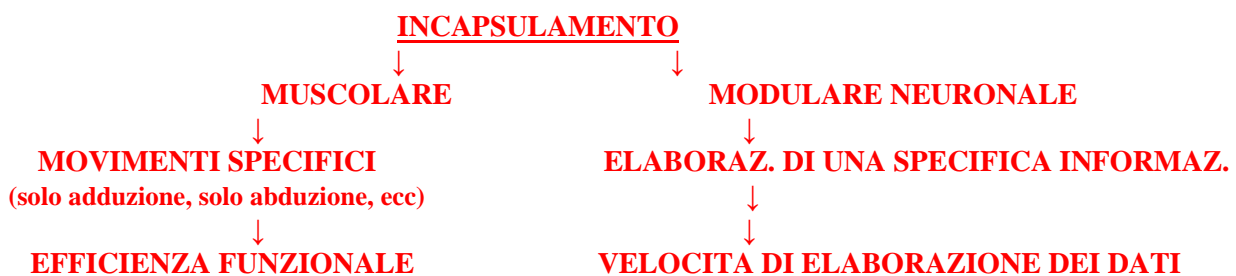 INCAPSULAMENTO
↓ ↓
MUSCOLARE MODULARE NEURONALE
↓ ↓
MOVIMENTI SPECIFICI ELABORAZ. DI UNA SPECIFICA INFORMAZ.
(solo adduzione, solo abduzione, ecc) ↓
↓ ↓
EFFICIENZA FUNZIONALE VELOCITA DI ELABORAZIONE DEI DATI